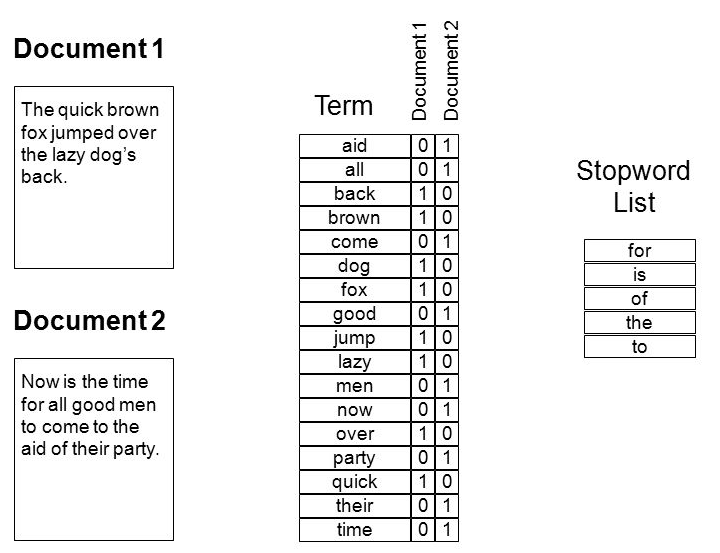 Document 1
The quick brown
fox jumped over
the lazy dog’s
back.
Document 2
Now is the time
for all good men
to come to the
aid of their party.
Term Document 1 Document 2
aid 0 1
all 0 1
back 1 0
brown 1 0
come 0 1
dog 1 0
fox 1 0
good 0 1
jump 1 0
lazy 1 0
men 0 1
now 0 1
over 1 0
party 0 1
quick 1 0
their 0 1
time 0 1
Stopword
List
for
is
of
the
to